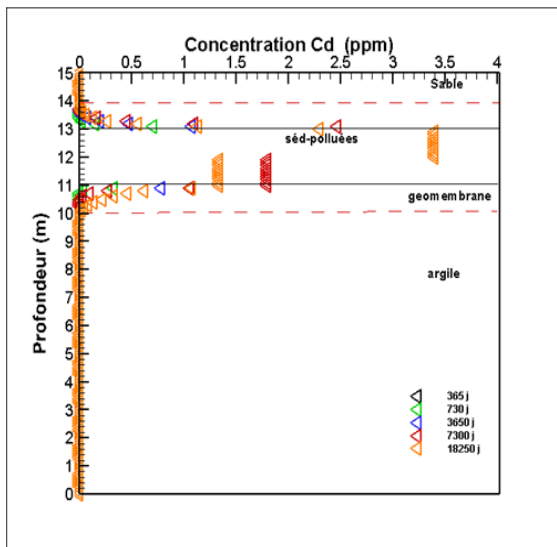 Concentration Cd (ppm)
0 0.5 1 1.5 2 2.5 3 3.5 4
15
14
13
12
11
10
9
8
7
6
5
4
3
2
1
0
Profondeur (m)
Sable
séd-polluées
geomembrane
argile
365 j
730 j
3650 j
7300 j
18250 j